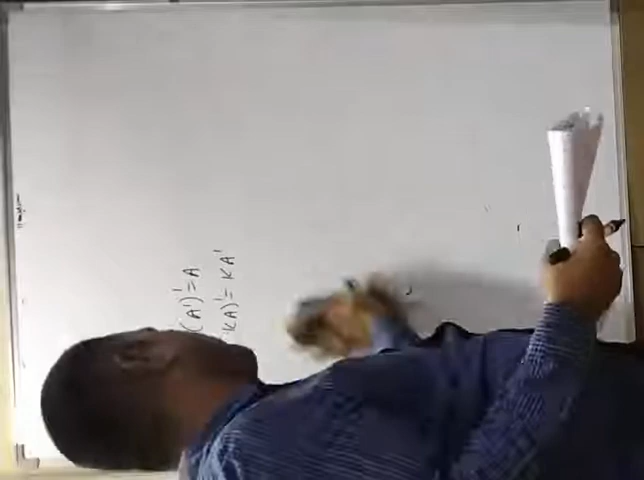 (A')' = A
(KA)' = KA'